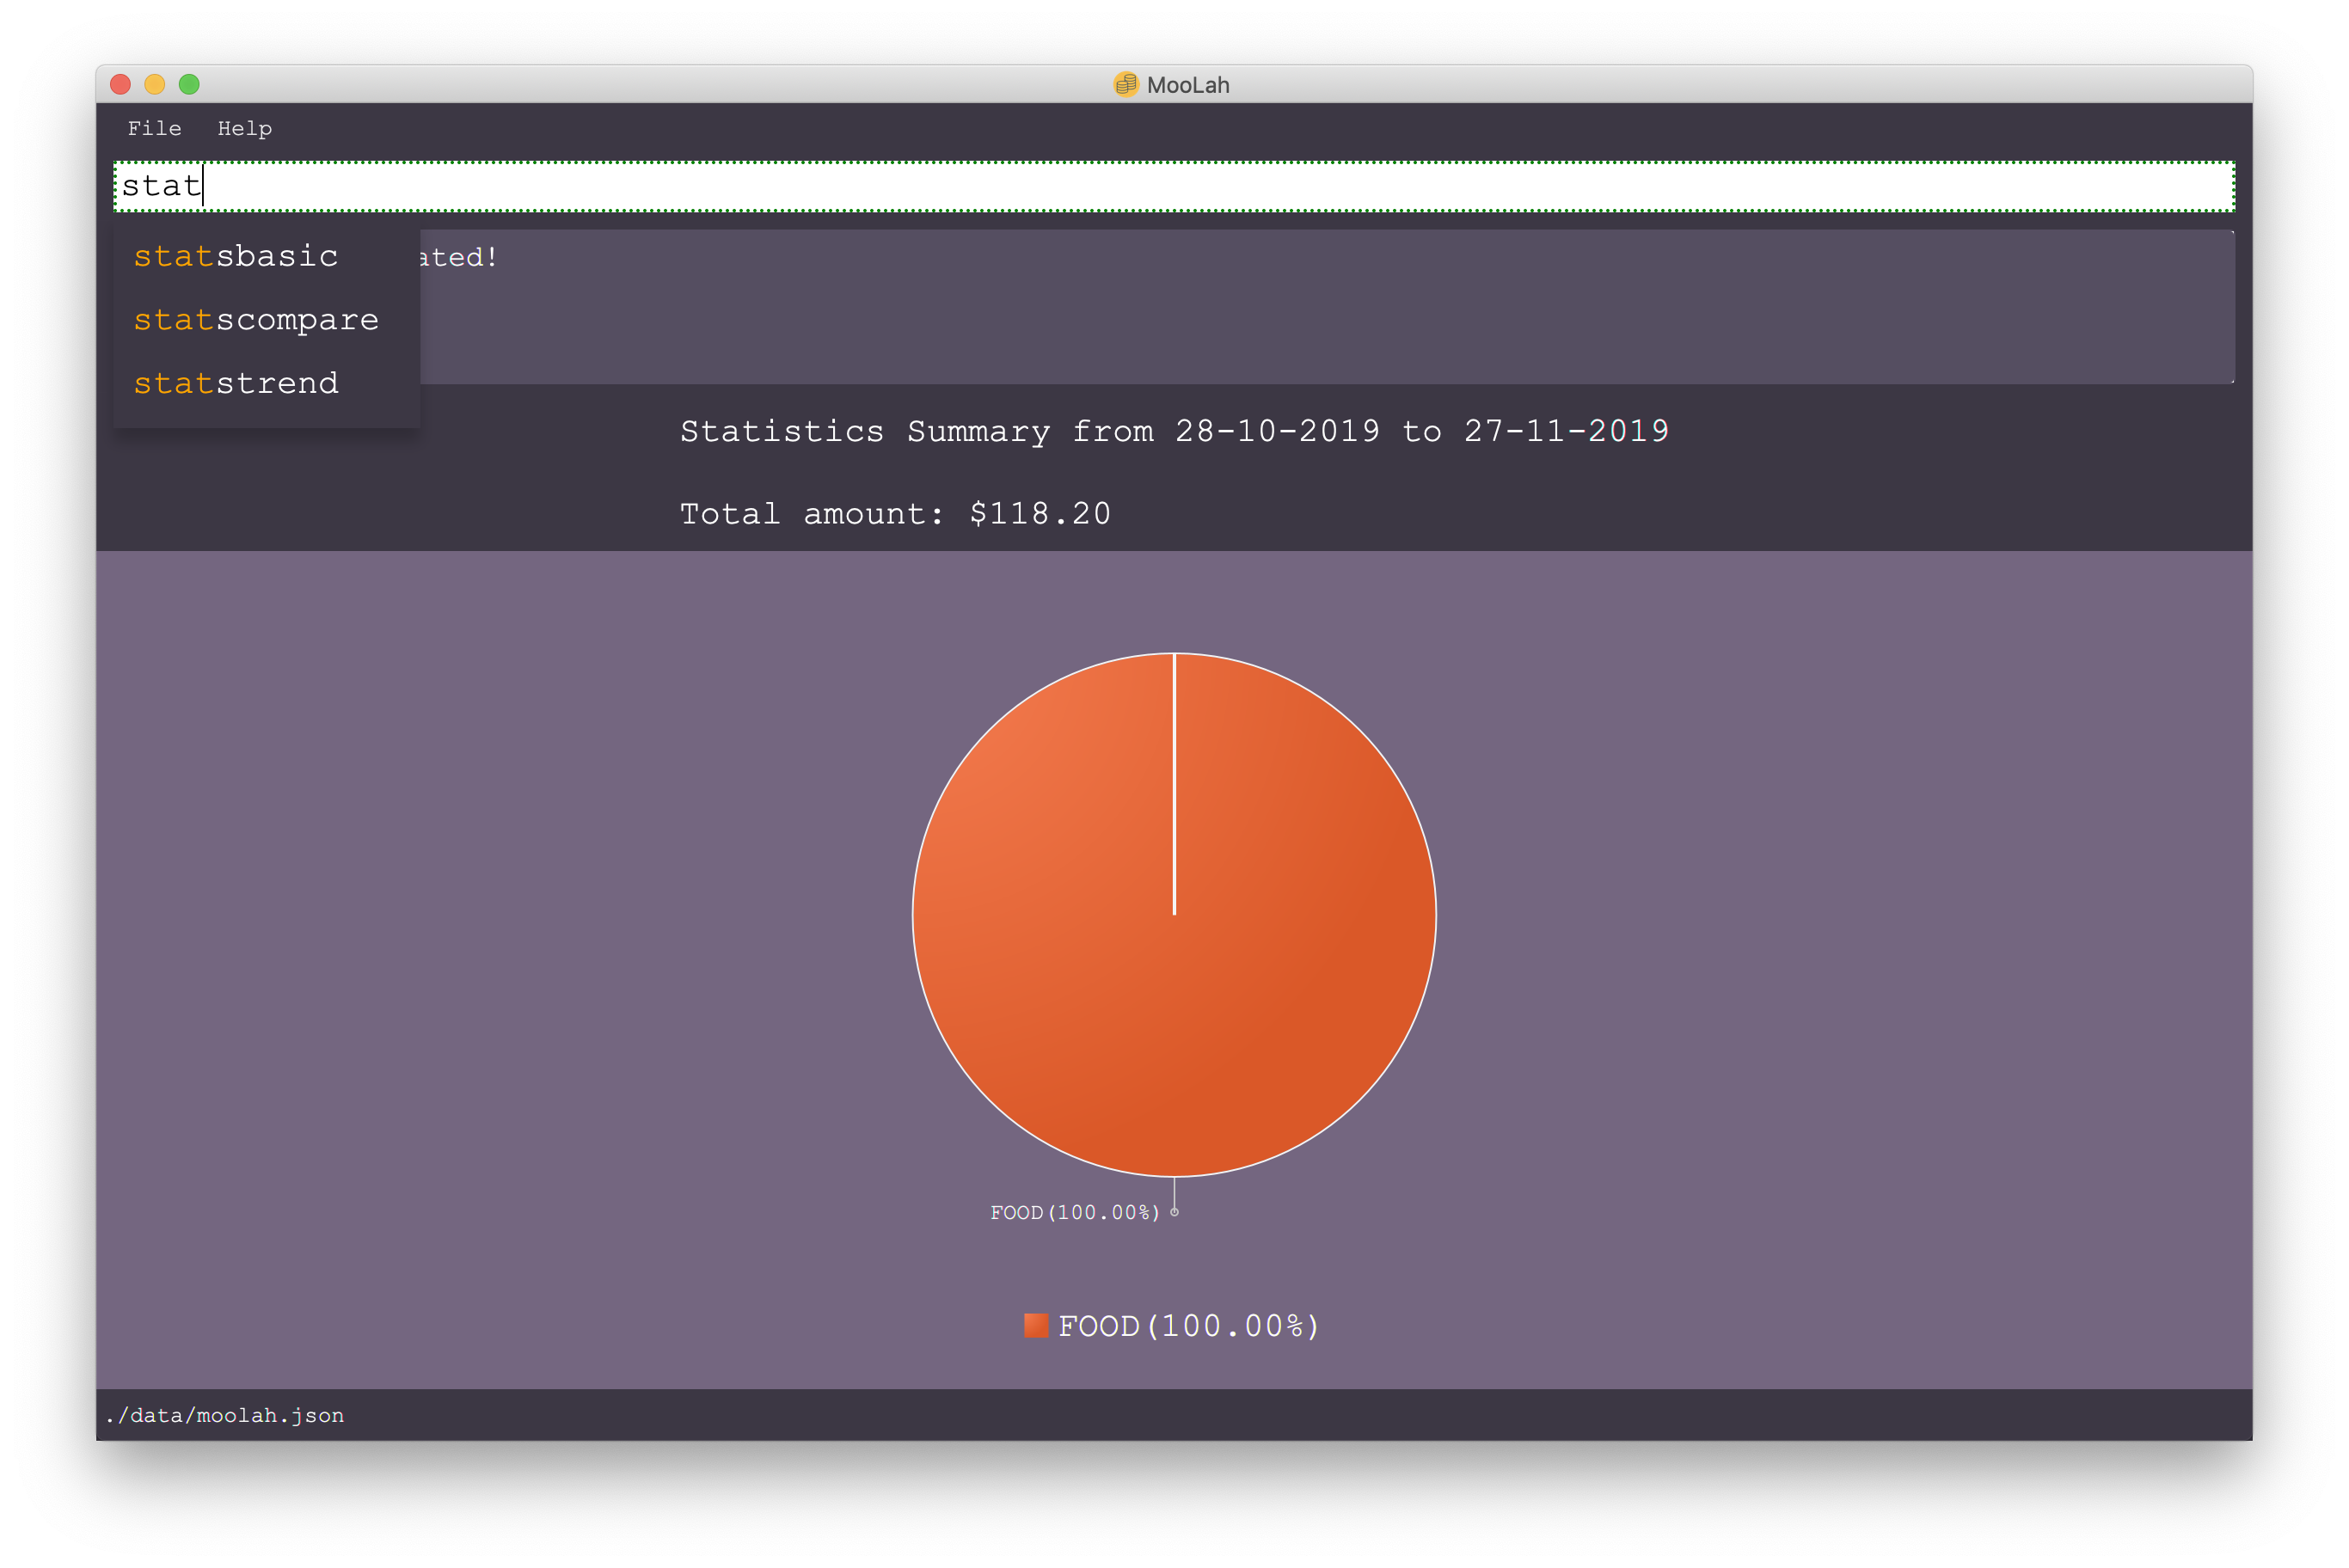 MooLah
File Help
stat
statsbasic
statscompare
statstrend
ated!
Statistics Summary from 28-10-2019 to 27-11-2019
Total amount: $118.20
FOOD(100.00%)
FOOD(100.00%)
./data/moolah.json